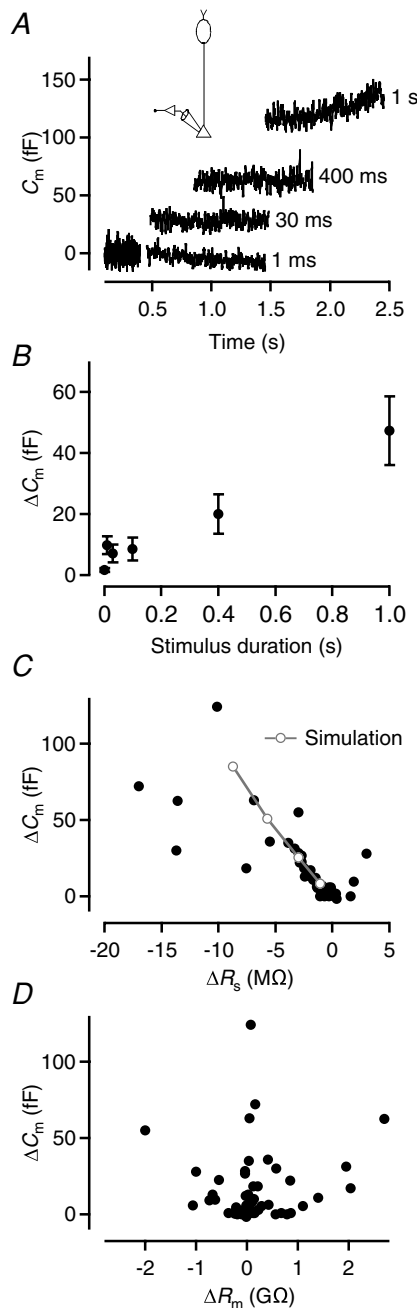 A
150
100
50
0
C_m (fF)
1 s
400 ms
30 ms
1 ms
0.5 1.0 1.5 2.0 2.5
Time (s)
B
60
40
20
0
ΔC_m (fF)
0 0.2 0.4 0.6 0.8 1.0
Stimulus duration (s)
C
100
50
0
ΔC_m (fF)
Simulation
-20 -15 -10 -5 0 5
ΔR_s (MΩ)
D
100
50
0
ΔC_m (fF)
-2 -1 0 1 2
ΔR_m (GΩ)